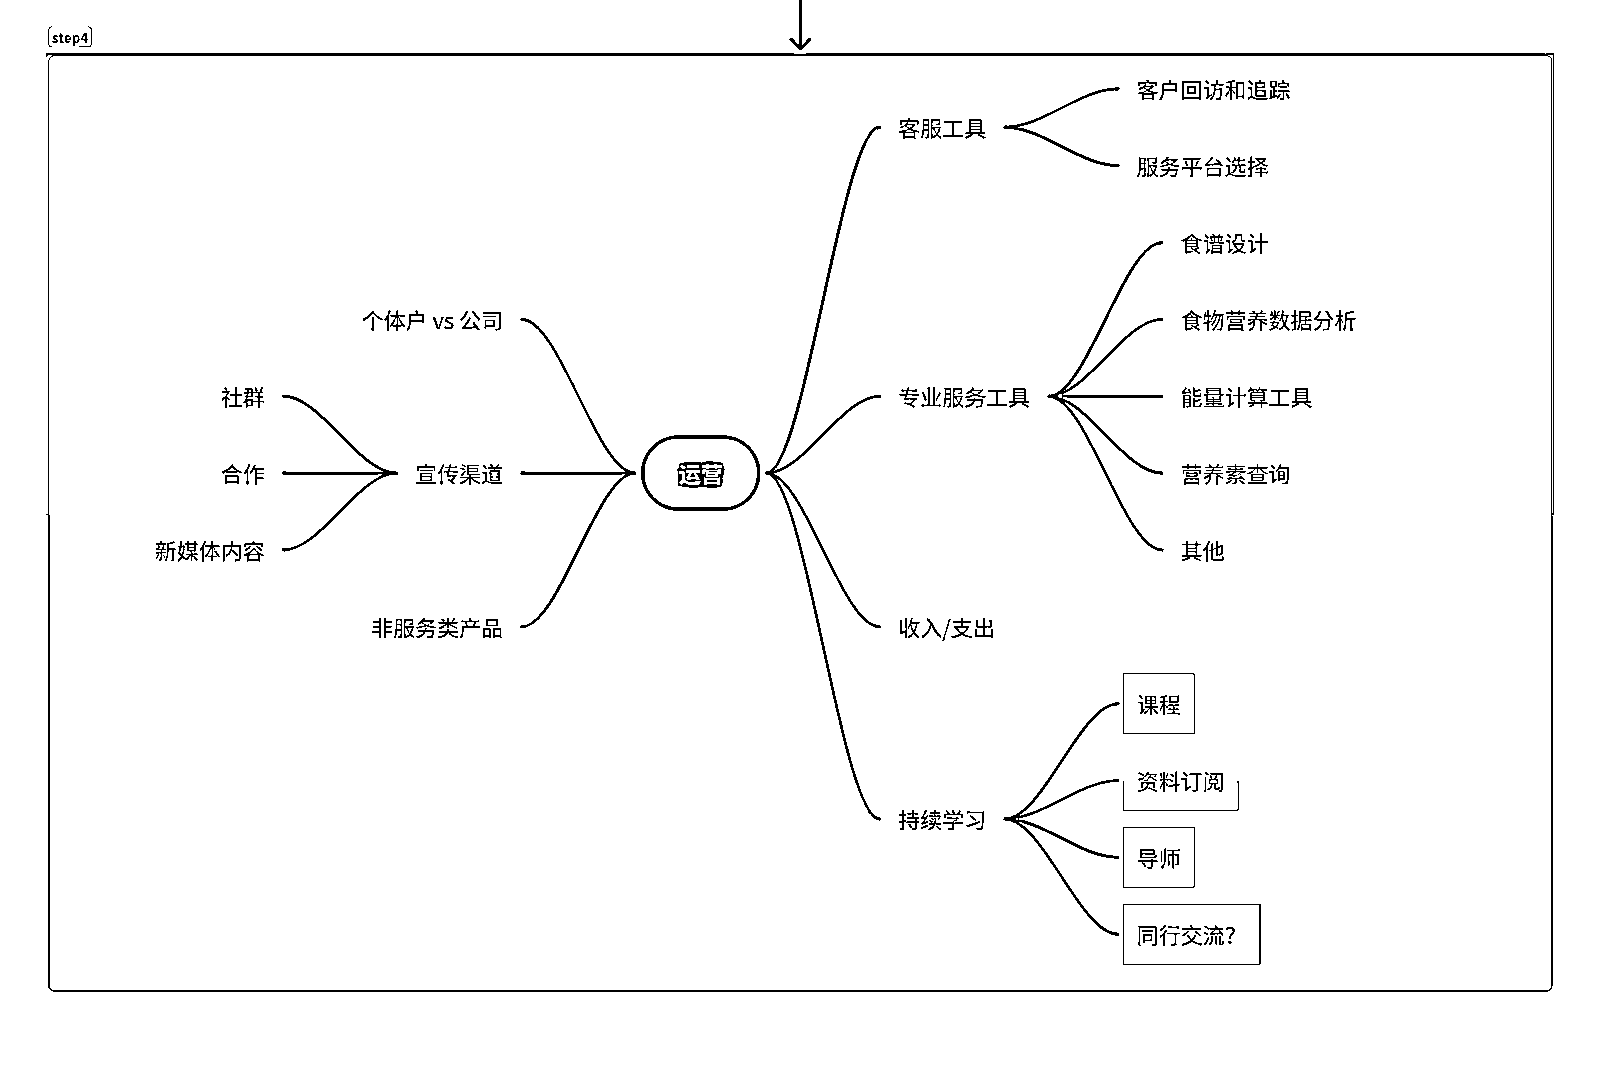 step4
客户回访和追踪
客服工具
服务平台选择
食谱设计
个体户 vs 公司
食物营养数据分析
社群
专业服务工具
能量计算工具
合作
宣传渠道
运营
营养素查询
新媒体内容
其他
非服务类产品
收入/支出
课程
资料订阅
持续学习
导师
同行交流？